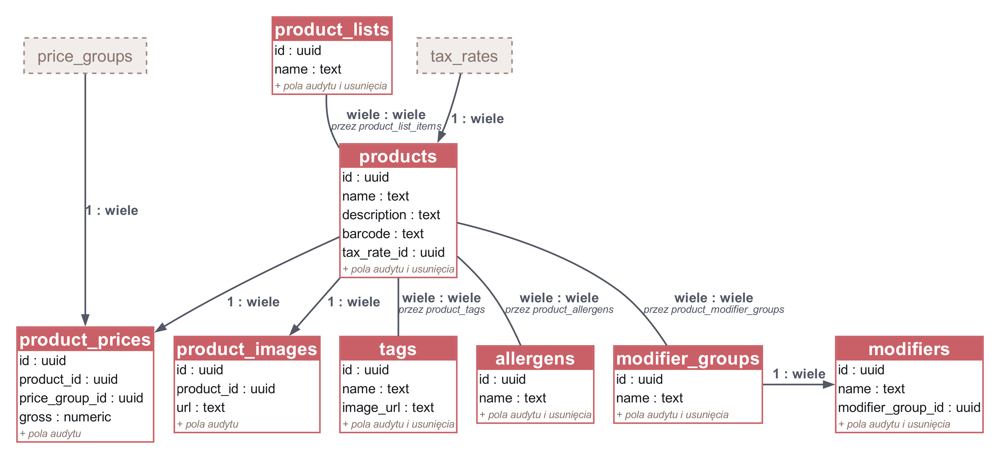 product_lists
id : uuid
name : text
+ pola audytu i usunięcia
price_groups
tax_rates
wiele : wiele
przez product_list_items
1 : wiele
products
id : uuid
name : text
description : text
barcode : text
tax_rate_id : uuid
+ pola audytu i usunięcia
1 : wiele
1 : wiele
1 : wiele
wiele : wiele
przez product_tags
wiele : wiele
przez product_allergens
wiele : wiele
przez product_modifier_groups
product_prices
id : uuid
product_id : uuid
price_group_id : uuid
gross : numeric
+ pola audytu
product_images
id : uuid
product_id : uuid
url : text
+ pola audytu
tags
id : uuid
name : text
image_url : text
+ pola audytu i usunięcia
allergens
id : uuid
name : text
+ pola audytu i usunięcia
modifier_groups
id : uuid
name : text
+ pola audytu i usunięcia
1 : wiele
modifiers
id : uuid
name : text
modifier_group_id : uuid
+ pola audytu i usunięcia